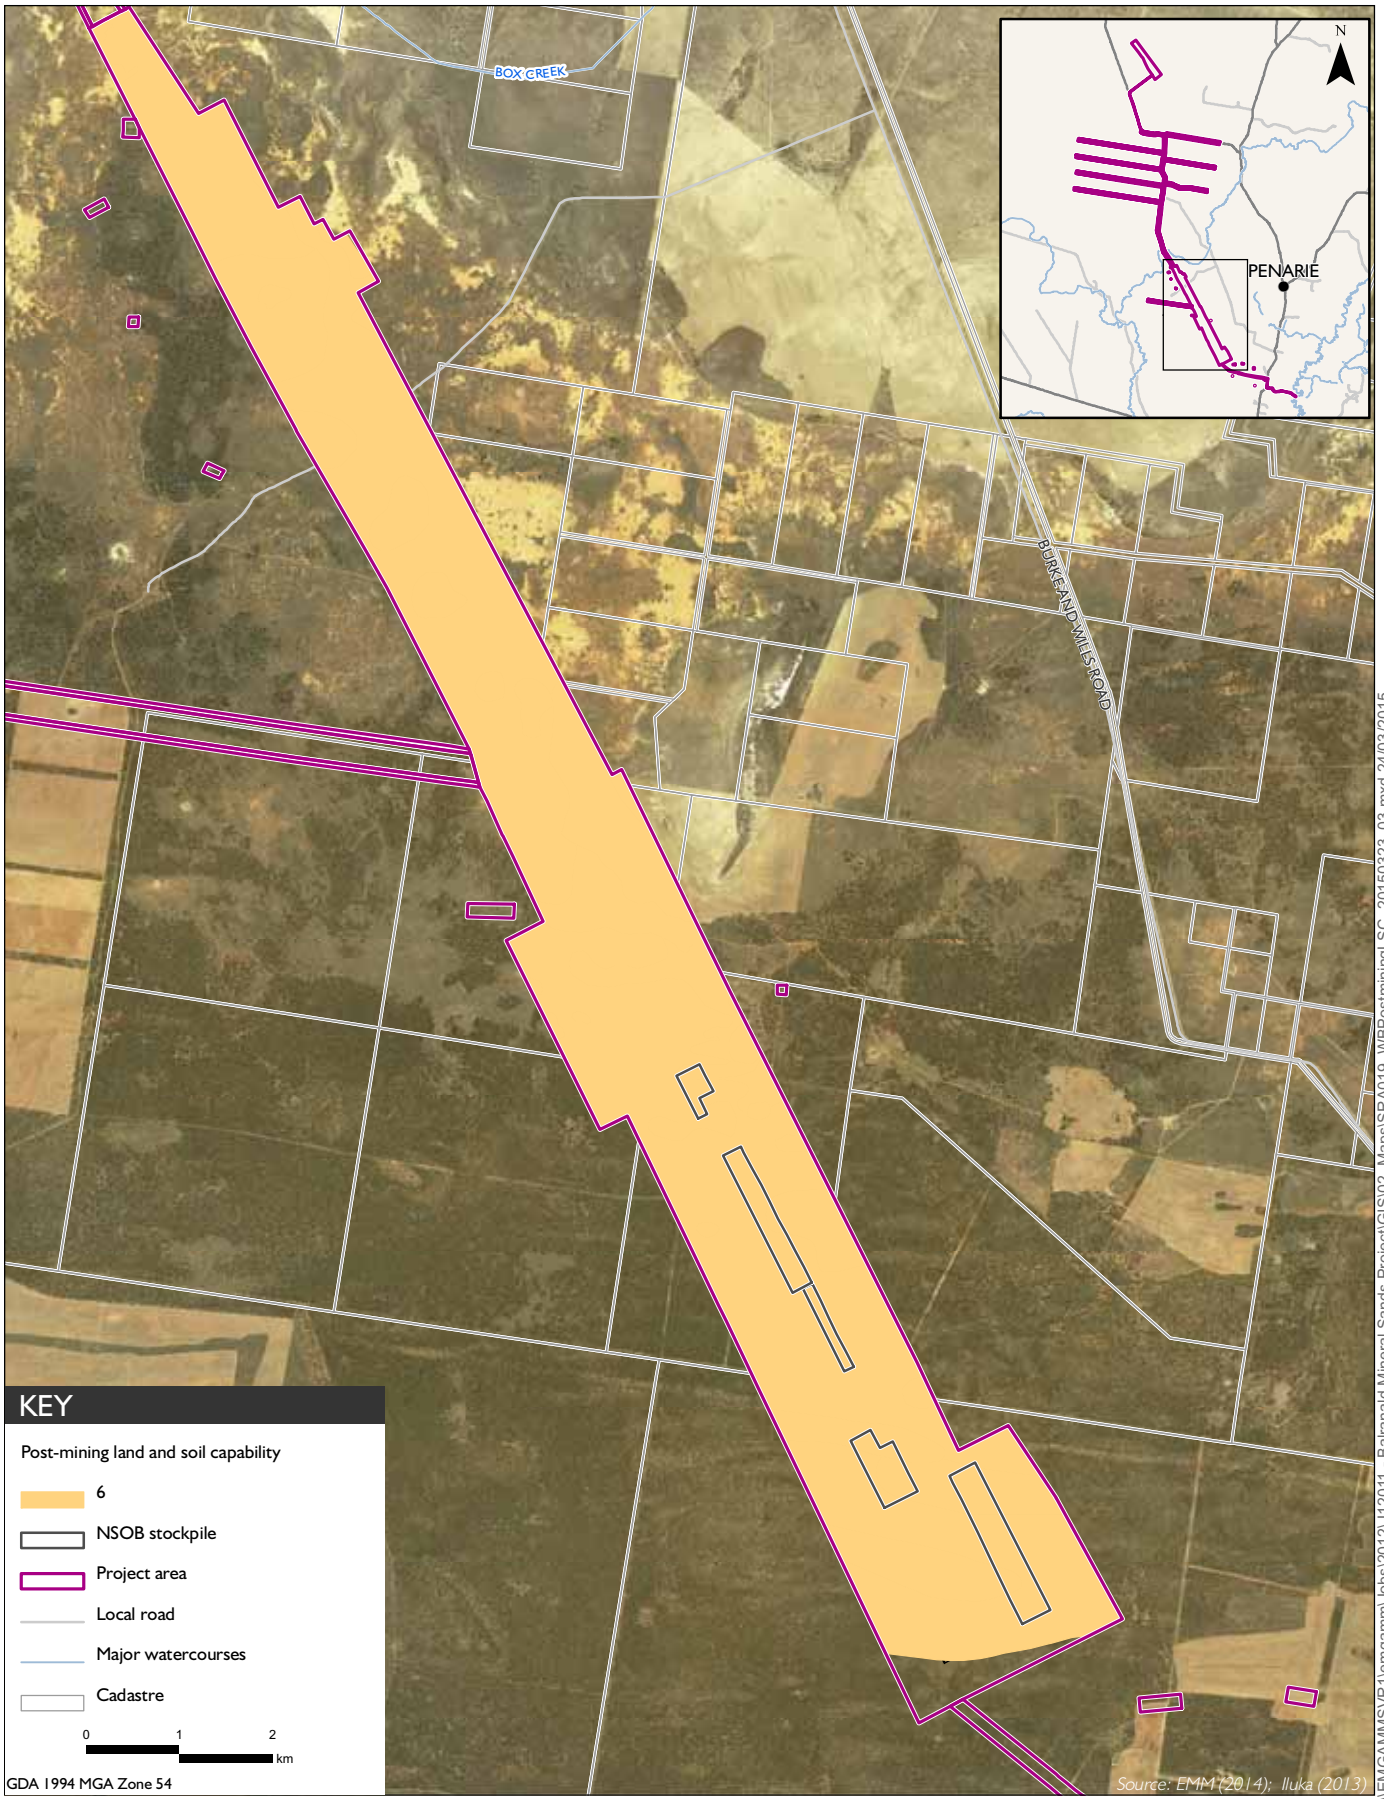 BOX CREEK
N
PENARIE
BURKE AND WILLS ROAD
KEY
Post-mining land and soil capability
6
NSOB stockpile
Project area
Local road
Major watercourses
Cadastre
0 1 2
km
GDA 1994 MGA Zone 54
Source: EMM (2014); Iluka (2013)